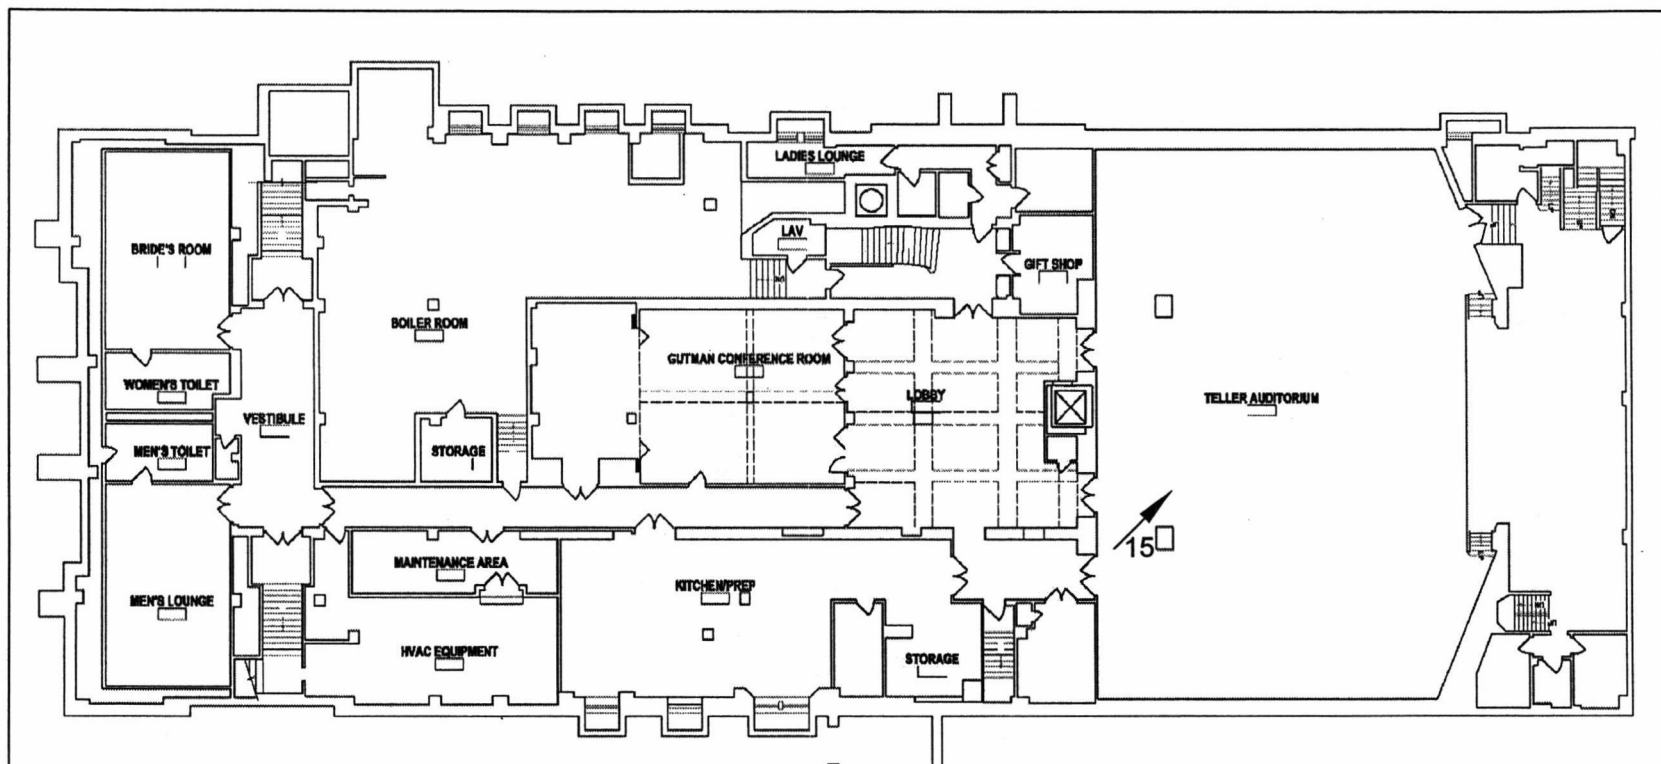 LADIES LOUNGE
LAV
BRIDE'S ROOM
GIFT SHOP
BOILER ROOM
GUTMAN CONFERENCE ROOM
WOMEN'S TOILET
LOBBY
TELLER AUDITORIUM
VESTIBULE
MEN'S TOILET
STORAGE
15
MAINTENANCE AREA
KITCHEN/PREP
MEN'S LOUNGE
HVAC EQUIPMENT
STORAGE